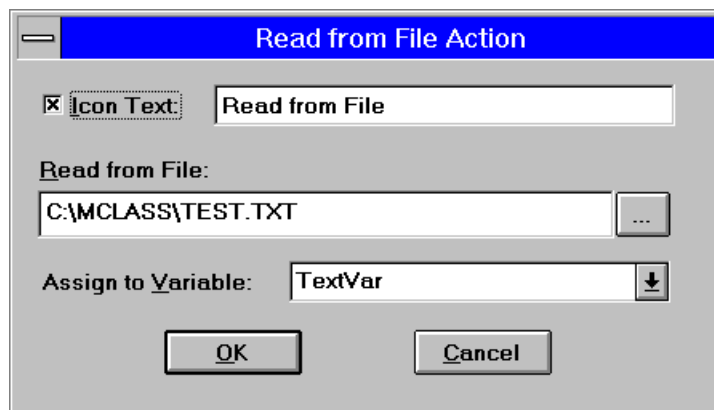 Read from File Action
Icon Text: Read from File
Read from File:
C:\MCLASS\TEST.TXT ...
Assign to Variable: TextVar
OK Cancel